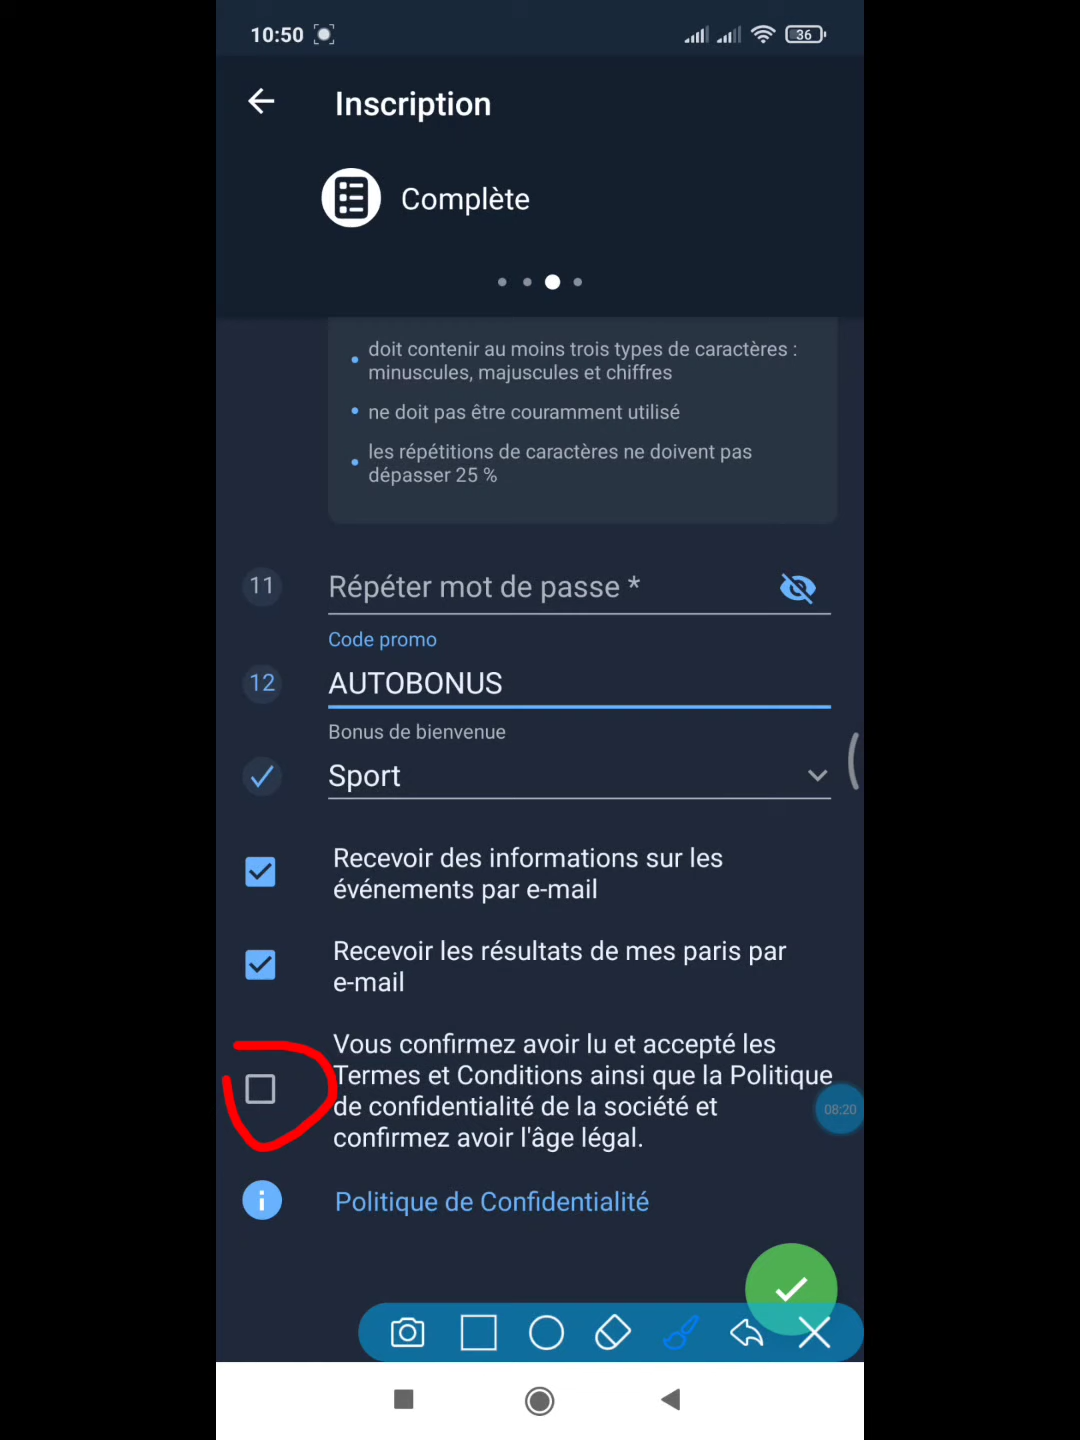 10:50
36
Inscription
Complète
doit contenir au moins trois types de caractères :
minuscules, majuscules et chiffres
ne doit pas être couramment utilisé
les répétitions de caractères ne doivent pas
dépasser 25 %
11
Répéter mot de passe *
Code promo
12
AUTOBONUS
Bonus de bienvenue
Sport
Recevoir des informations sur les
événements par e-mail
Recevoir les résultats de mes paris par
e-mail
Vous confirmez avoir lu et accepté les
Termes et Conditions ainsi que la Politique
de confidentialité de la société et
confirmez avoir l'âge légal.
08:20
Politique de Confidentialité